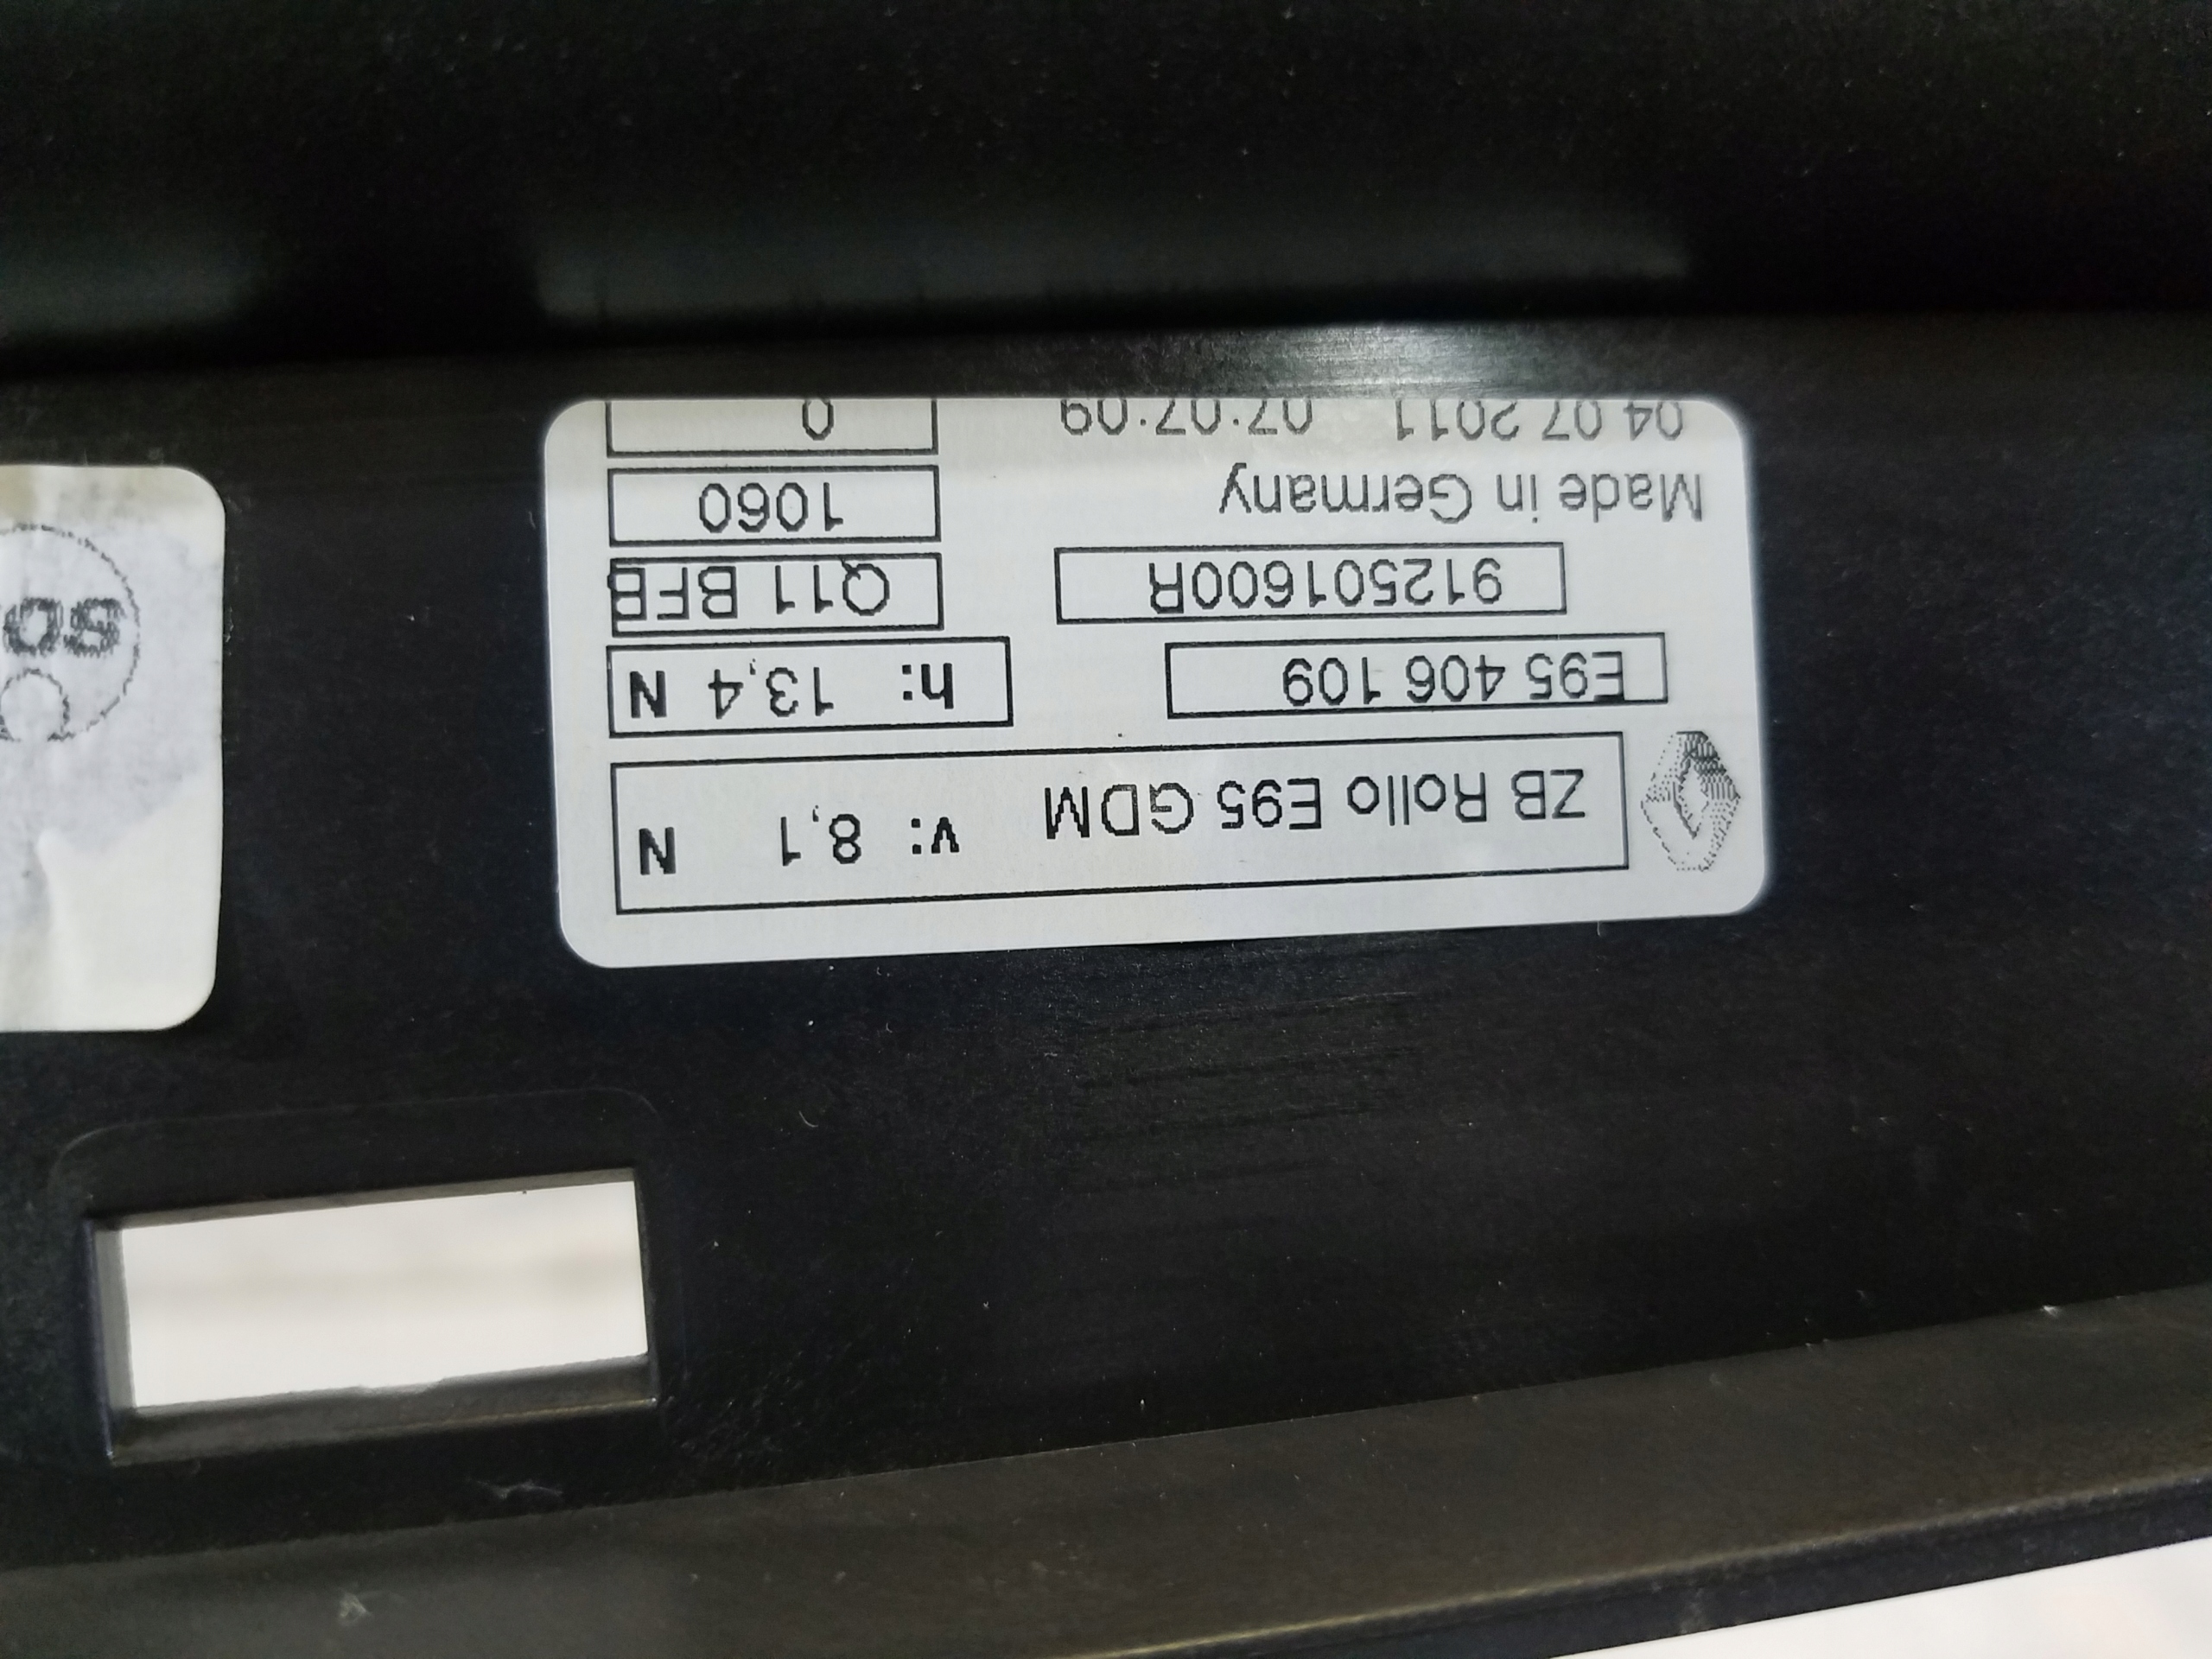 ZB Rollo E95 GDM v: 8,1 N
E95 406 109 h: 13,4 N
912501600R Q11 BFB
Made in Germany 1060
04.07.2011 07:07:09 0